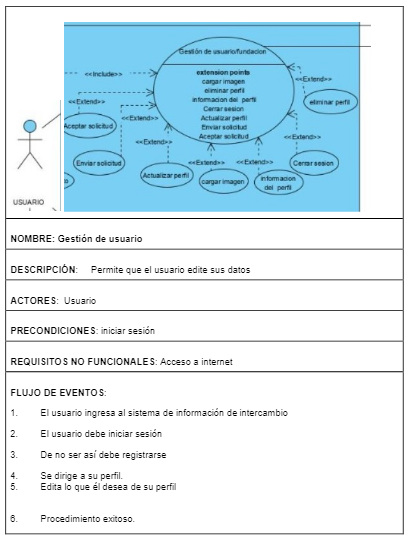 Gestión de usuario/fundacion
extension points
cargar imagen
eliminar perfil
informacion del perfil
Cerrar sesion
Actualizar perfil
Enviar solicitud
Aceptar solicitud
<<Include>>
<<Extend>>
eliminar perfil
<<Extend>>
Aceptar solicitud
<<Extend>>
<<Extend>>
<<Extend>>
Enviar solicitud
<<Extend>>
<<Extend>>
Cerrar sesion
Actualizar perfil
cargar imagen
informacion
del perfil
USUARIO
NOMBRE: Gestión de usuario
DESCRIPCIÓN: Permite que el usuario edite sus datos
ACTORES: Usuario
PRECONDICIONES: iniciar sesión
REQUISITOS NO FUNCIONALES: Acceso a internet
FLUJO DE EVENTOS:
1. El usuario ingresa al sistema de información de intercambio
2. El usuario debe iniciar sesión
3. De no ser así debe registrarse
4. Se dirige a su perfil.
5. Edita lo que él desea de su perfil
6. Procedimiento exitoso.